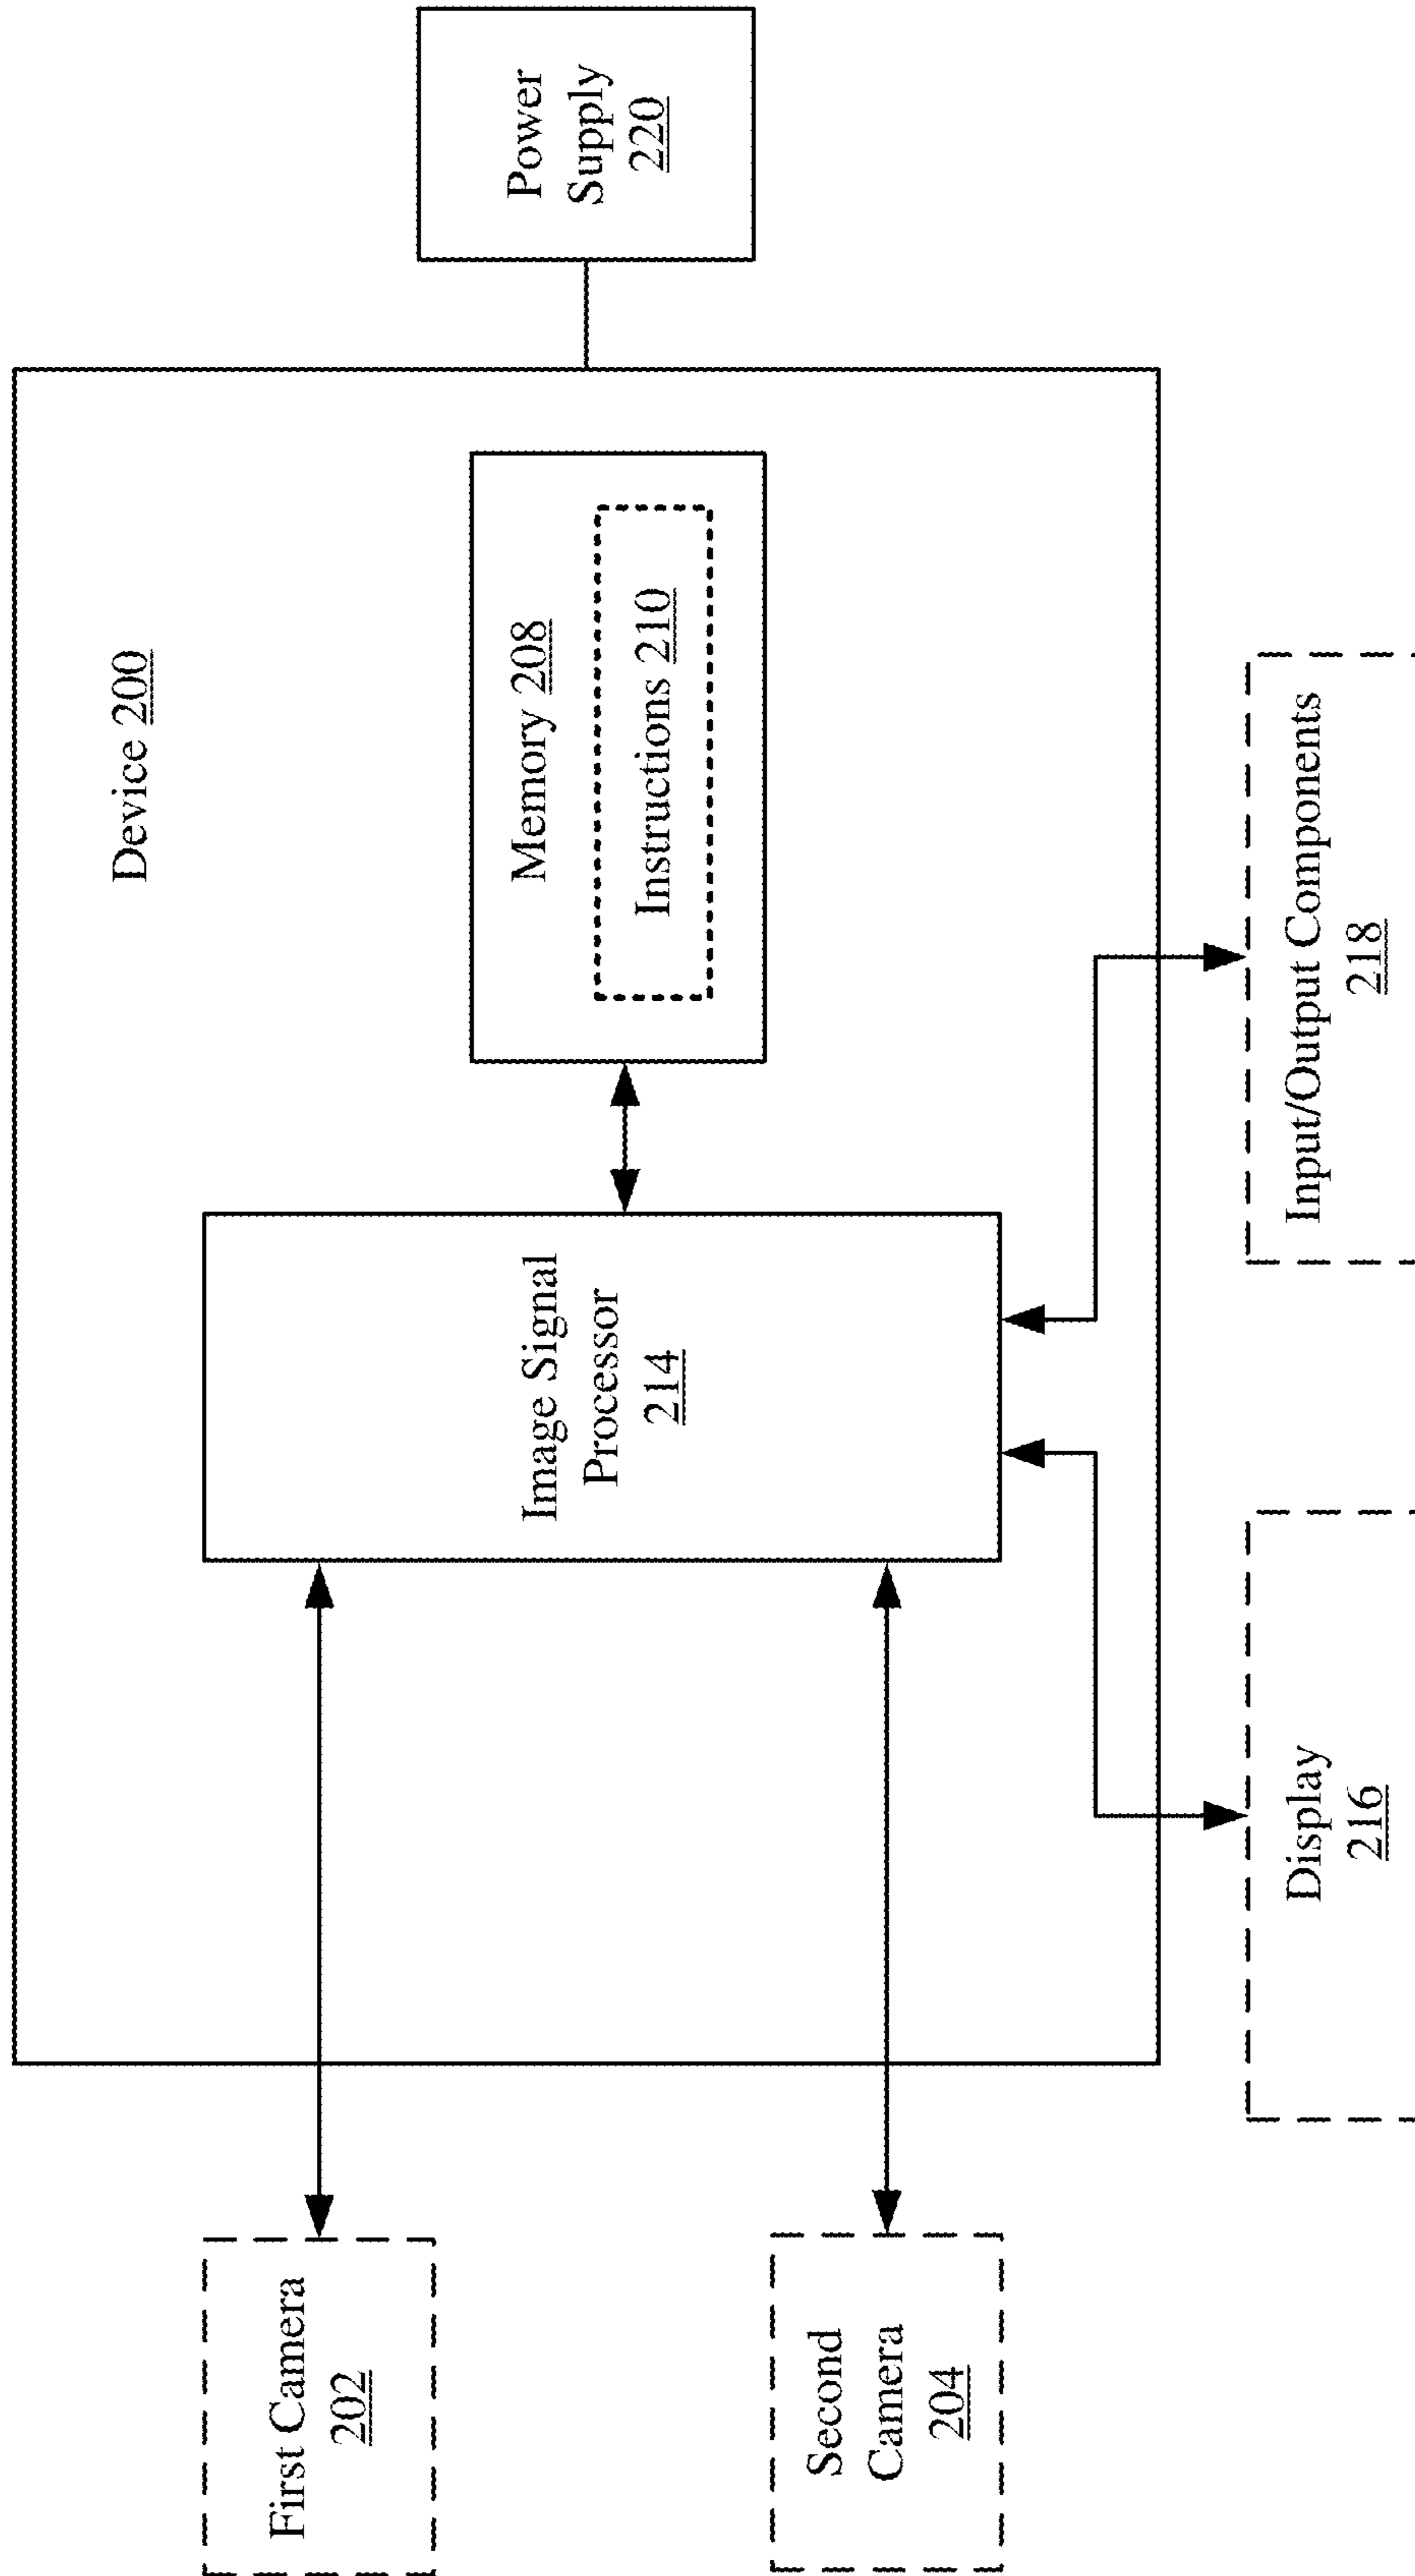 Device 200
First Camera
202
Second
Camera
204
Image Signal
Processor
214
Memory 208
Instructions 210
Power
Supply
220
Display
216
Input/Output Components
218